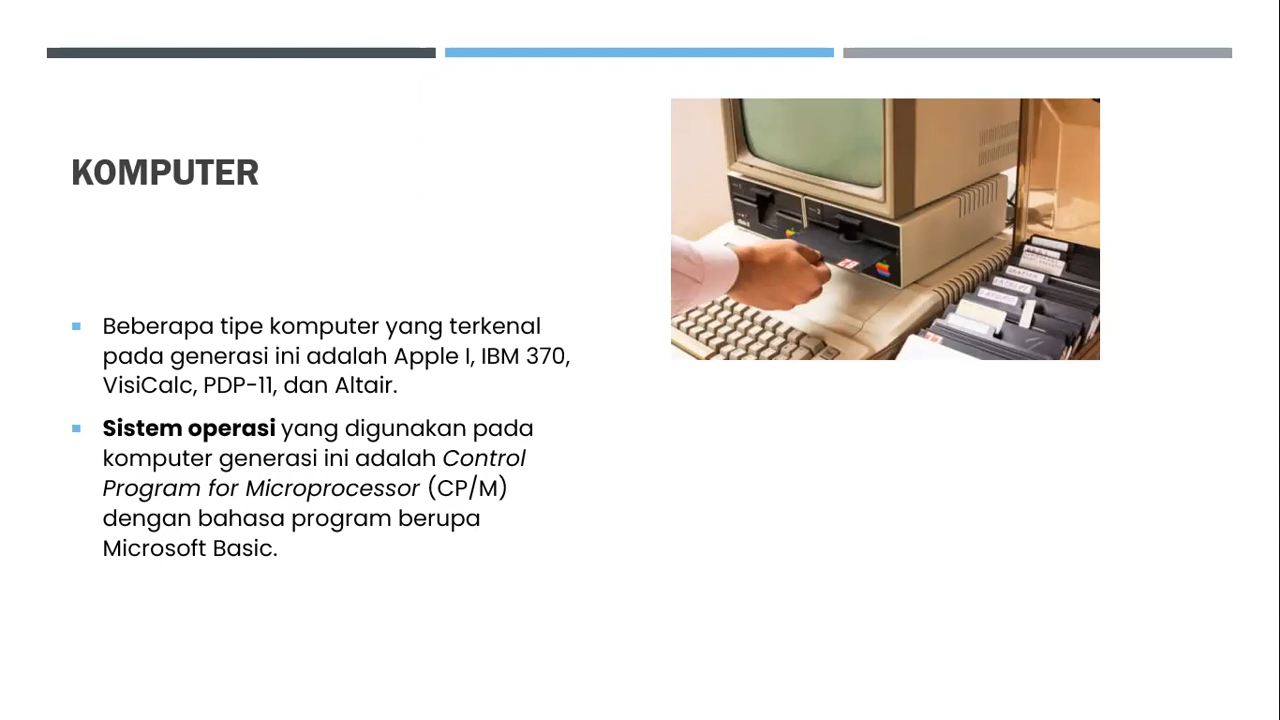 KOMPUTER
Beberapa tipe komputer yang terkenal
pada generasi ini adalah Apple I, IBM 370,
VisiCalc, PDP-11, dan Altair.
Sistem operasi yang digunakan pada
komputer generasi ini adalah Control
Program for Microprocessor (CP/M)
dengan bahasa program berupa
Microsoft Basic.